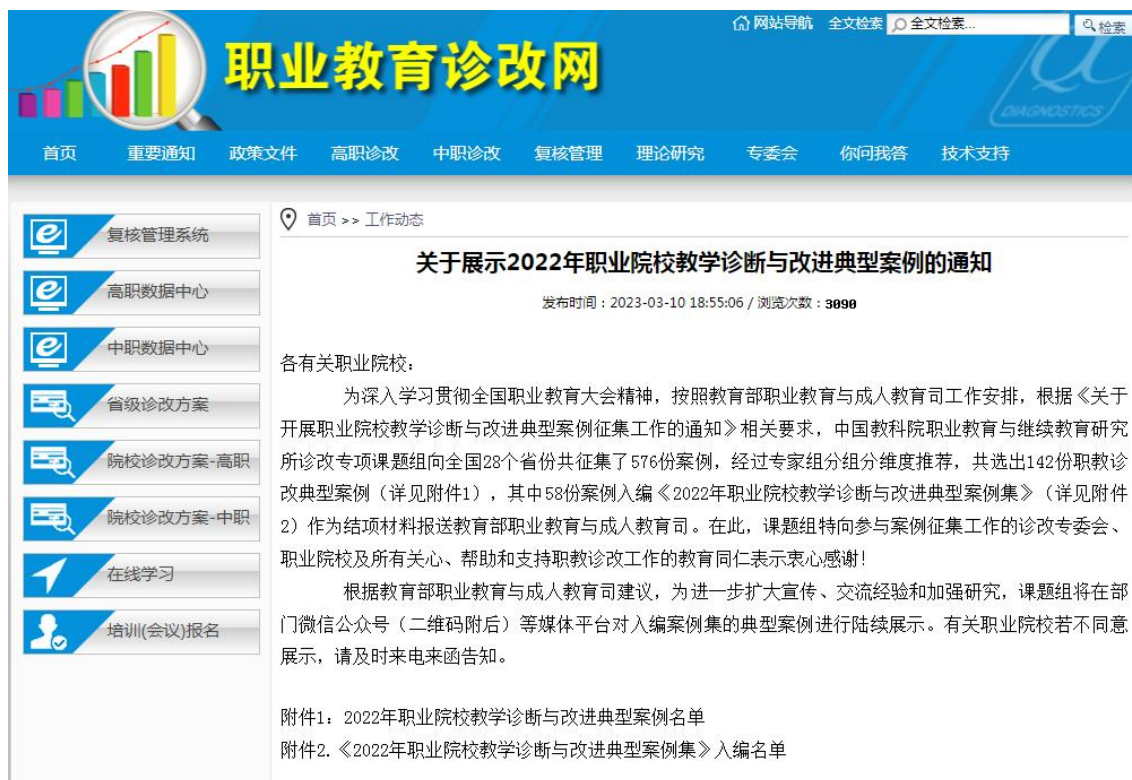 网站导航 全文检索 全文检索... 检索
职业教育诊改网
DIAGNOSTICS
首页 重要通知 政策文件 高职诊改 中职诊改 复核管理 理论研究 专委会 你问我答 技术支持
复核管理系统
高职数据中心
中职数据中心
省级诊改方案
院校诊改方案-高职
院校诊改方案-中职
在线学习
培训(会议)报名
首页 >> 工作动态
关于展示2022年职业院校教学诊断与改进典型案例的通知
发布时间：2023-03-10 18:55:06 / 浏览次数：3090
各有关职业院校：
为深入学习贯彻全国职业教育大会精神，按照教育部职业教育与成人教育司工作安排，根据《关于
开展职业院校教学诊断与改进典型案例征集工作的通知》相关要求，中国教科院职业教育与继续教育研究
所诊改专项课题组向全国28个省份共征集了576份案例，经过专家组分组分维度推荐，共选出142份职教诊
改典型案例（详见附件1），其中58份案例入编《2022年职业院校教学诊断与改进典型案例集》（详见附件
2）作为结项材料报送教育部职业教育与成人教育司。在此，课题组特向参与案例征集工作的诊改专委会、
职业院校及所有关心、帮助和支持职教诊改工作的教育同仁表示衷心感谢！
根据教育部职业教育与成人教育司建议，为进一步扩大宣传、交流经验和加强研究，课题组将在部
门微信公众号（二维码附后）等媒体平台对入编案例集的典型案例进行陆续展示。有关职业院校若不同意
展示，请及时来电来函告知。
附件1：2022年职业院校教学诊断与改进典型案例名单
附件2.《2022年职业院校教学诊断与改进典型案例集》入编名单